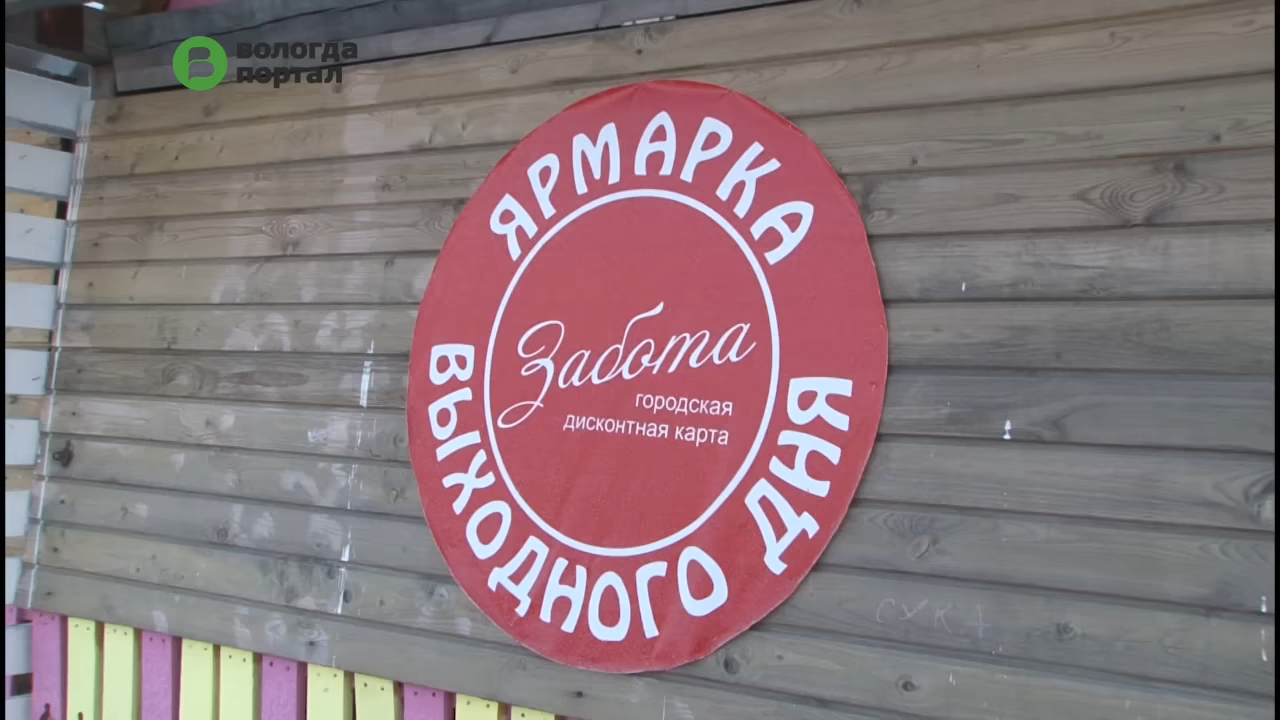 вологда
портал
ЯРМАРКА
Забота
городская
дисконтная карта
ВЫХОДНОГО ДНЯ